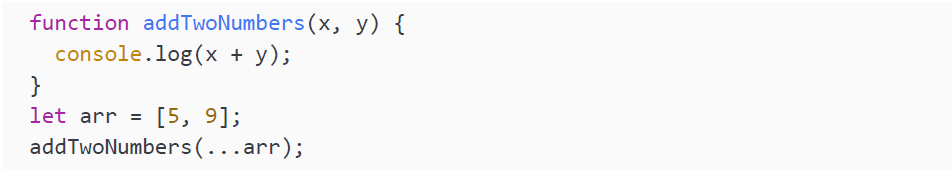 function addTwoNumbers(x, y) {
  console.log(x + y);
}
let arr = [5, 9];
addTwoNumbers(...arr);